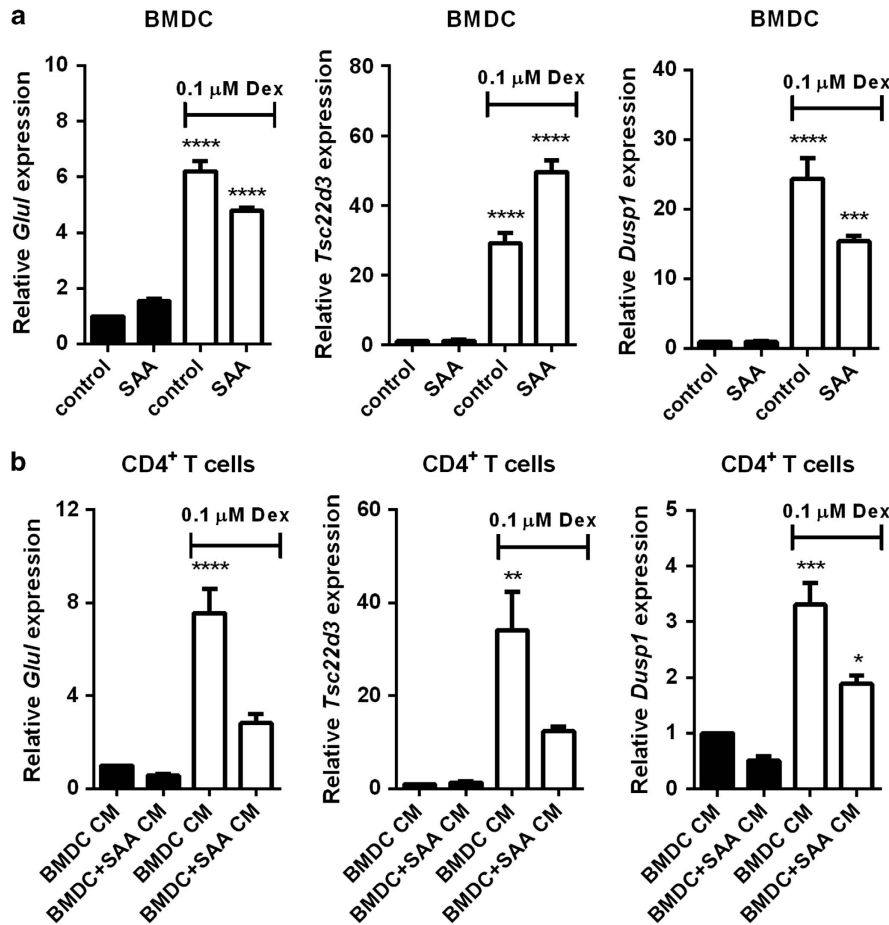 a
BMDC
Relative Glul expression
10
8
6
4
2
0
0.1 μM Dex
****
****
control
SAA
control
SAA
Relative Tsc22d3 expression
80
60
40
20
0
0.1 μM Dex
****
****
control
SAA
control
SAA
BMDC
Relative Dusp1 expression
40
30
20
10
0
0.1 μM Dex
****
***
control
SAA
control
SAA
b
CD4+ T cells
Relative Glul expression
12
8
4
0
0.1 μM Dex
****
BMDC CM
BMDC+SAA CM
BMDC CM
BMDC+SAA CM
CD4+ T cells
Relative Tsc22d3 expression
60
40
20
0
0.1 μM Dex
**
BMDC CM
BMDC+SAA CM
BMDC CM
BMDC+SAA CM
CD4+ T cells
Relative Dusp1 expression
5
4
3
2
1
0
0.1 μM Dex
***
*
BMDC CM
BMDC+SAA CM
BMDC CM
BMDC+SAA CM